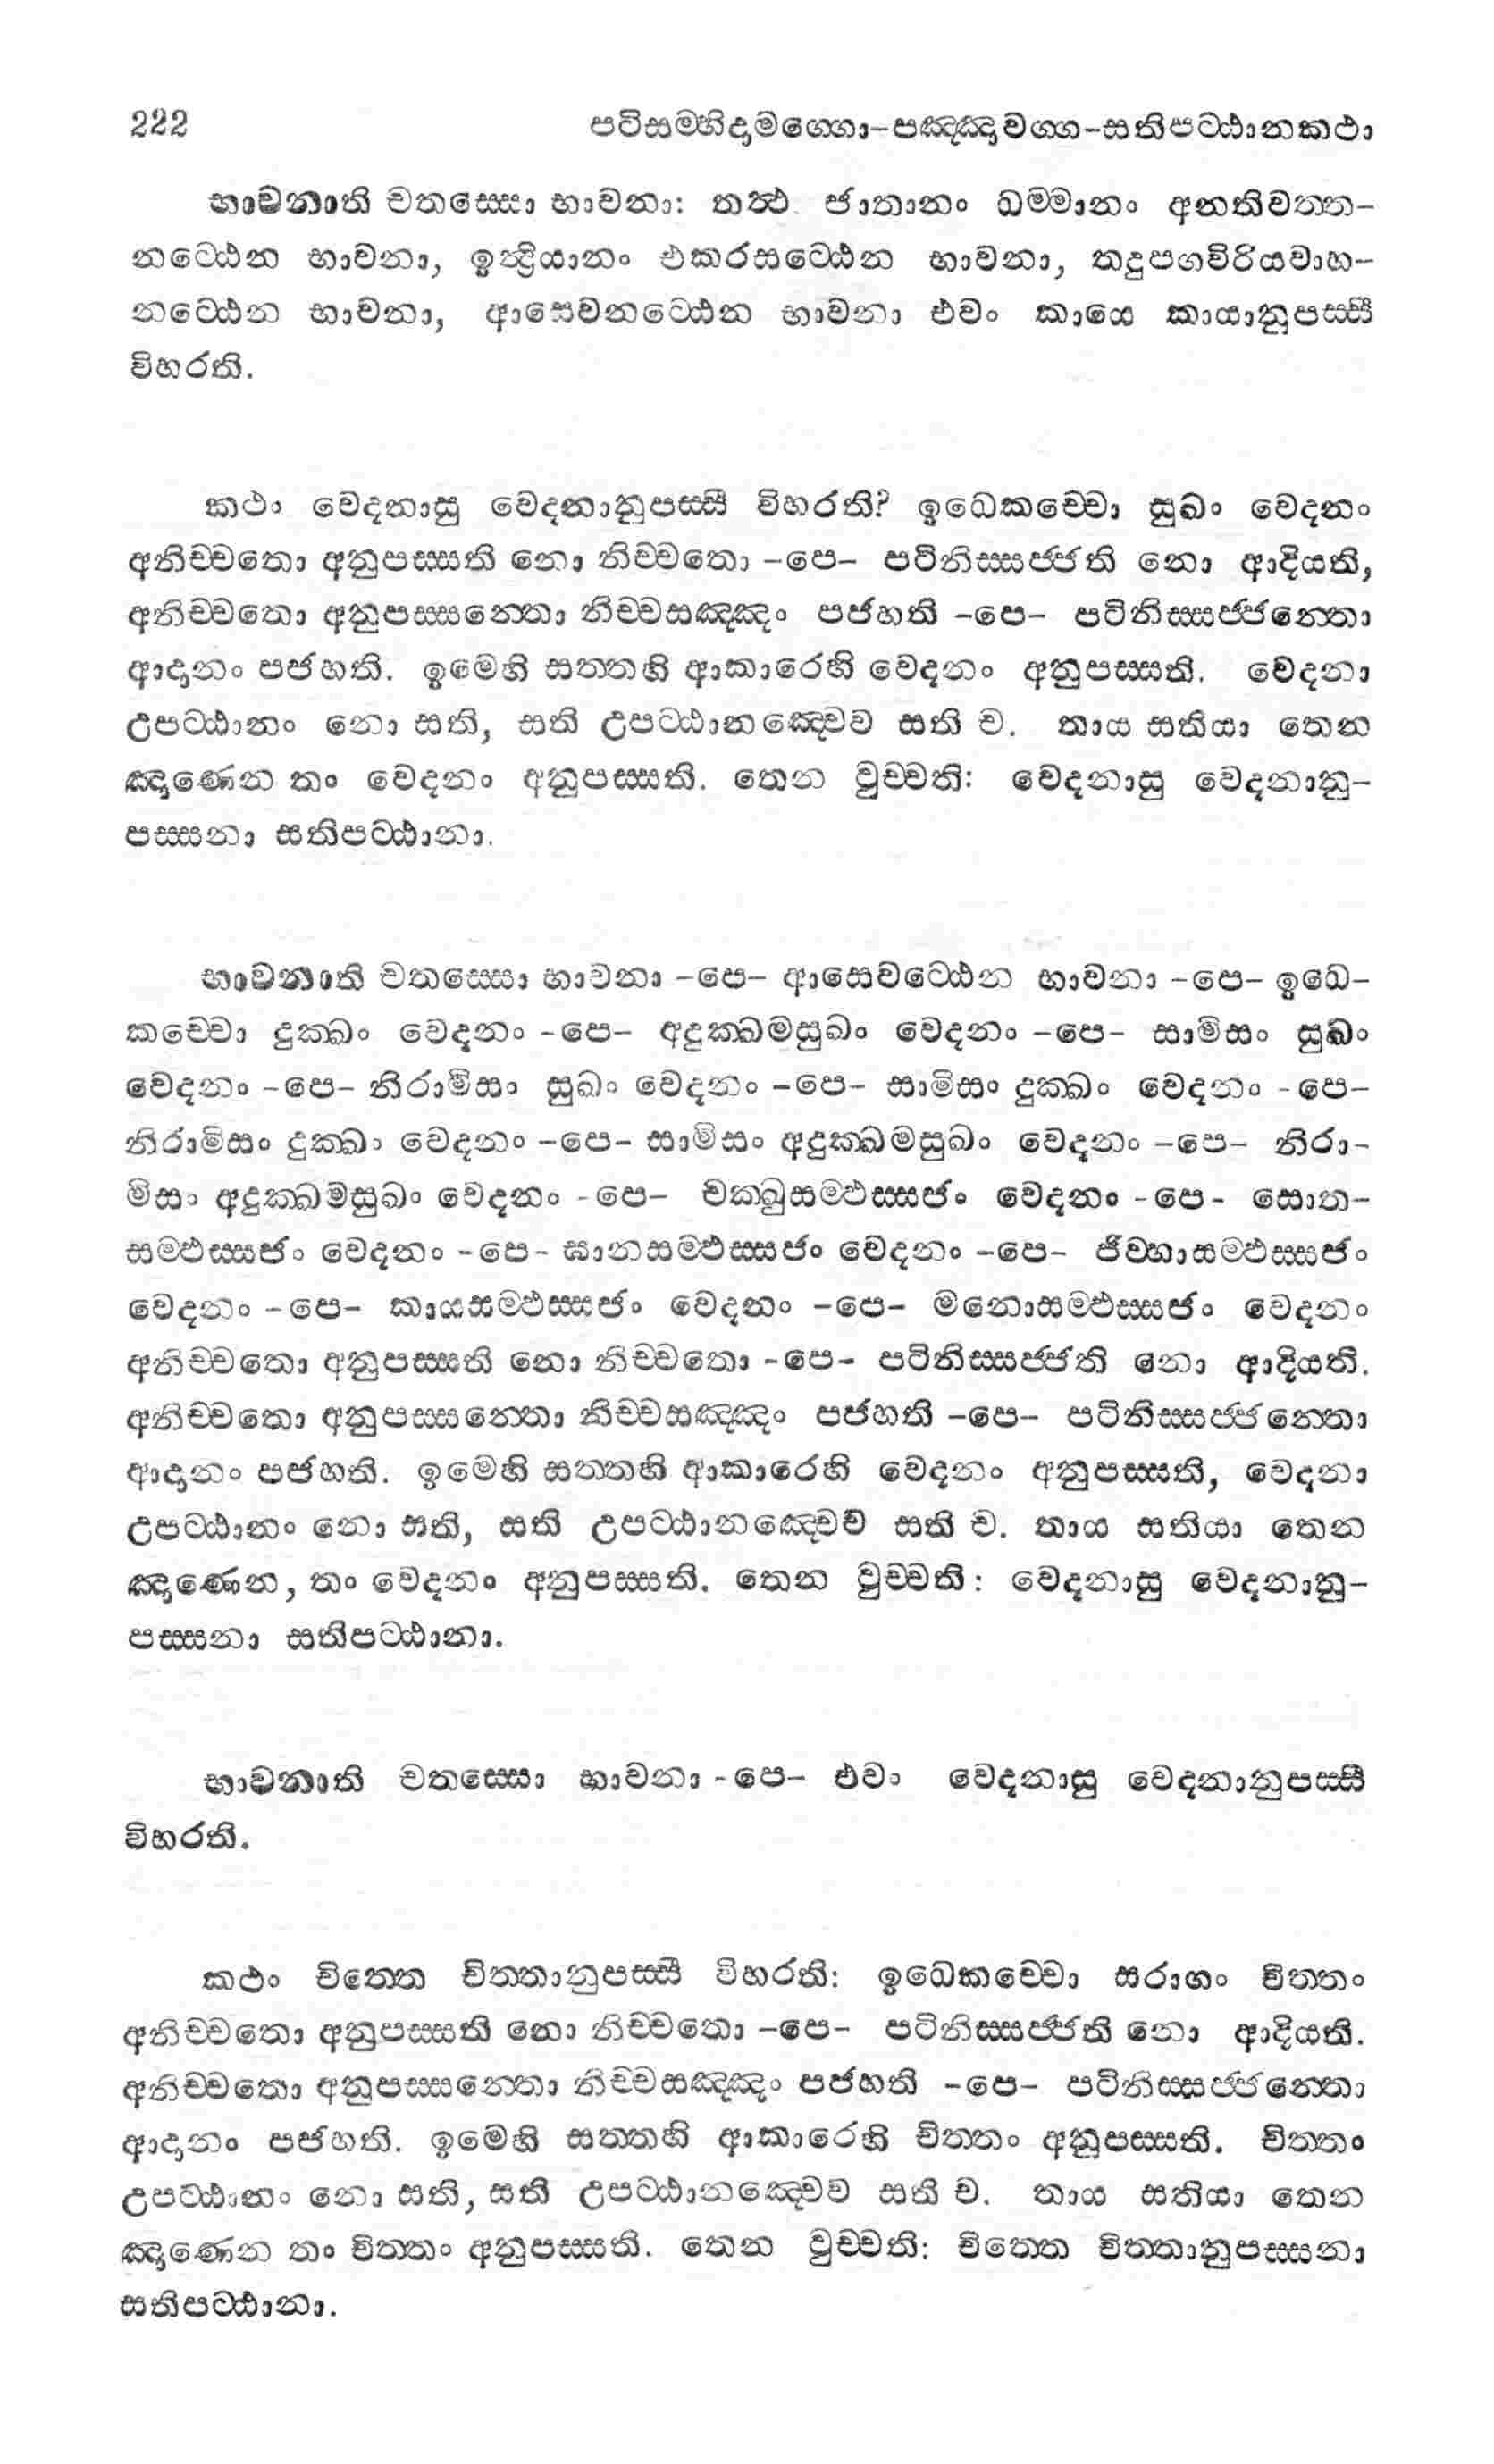 222 පටිසම්භිදාමග්ගො-පඤ්ඤාවග්ග-සතිපට්ඨානකථා
භාවනාති චතස්සො භාවනා: තත්ථ ජාතානං ධම්මානං අනතිවත්ත-
නට්ඨෙන භාවනා, ඉන්ද්‍රියානං එකරසට්ඨෙන භාවනා, තදුපගවිරියවාහ-
නට්ඨෙන භාවනා, ආසෙවනට්ඨෙන භාවනා එවං කායෙ කායානුපස්සී
විහරති.
කථං වෙදනාසු වෙදනානුපස්සී විහරති? ඉධෙකච්චො සුඛං වෙදනං
අනිච්චතො අනුපස්සති නො නිච්චතො -පෙ- පටිනිස්සජ්ජති නො ආදියති,
අනිච්චතො අනුපස්සන්තො නිච්චසඤ්ඤං පජහති -පෙ- පටිනිස්සජ්ජන්තො
ආදානං පජහති. ඉමෙහි සත්තහි ආකාරෙහි වෙදනං අනුපස්සති. වෙදනා
උපට්ඨානං නො සති, සති උපට්ඨානඤ්චෙව සති ච. තාය සතියා තෙන
ඤාණෙන තං වෙදනං අනුපස්සති. තෙන වුච්චති: වෙදනාසු වෙදනානු-
පස්සනා සතිපට්ඨානා.
භාවනාති චතස්සො භාවනා -පෙ- ආසෙවට්ඨෙන භාවනා -පෙ- ඉධෙ-
කච්චො දුක්ඛං වෙදනං -පෙ- අදුක්ඛමසුඛං වෙදනං -පෙ- සාමිසං සුඛං
වෙදනං -පෙ- නිරාමිසං සුඛං වෙදනං -පෙ- සාමිසං දුක්ඛං වෙදනං -පෙ-
නිරාමිසං දුක්ඛං වෙදනං -පෙ- සාමිසං අදුක්ඛමසුඛං වෙදනං -පෙ- නිරා-
මිසං අදුක්ඛමසුඛං වෙදනං -පෙ- චක්ඛුසම්ඵස්සජං වෙදනං -පෙ- සොත-
සම්ඵස්සජං වෙදනං -පෙ- ඝානසම්ඵස්සජං වෙදනං -පෙ- ජිව්හාසම්ඵස්සජං
වෙදනං -පෙ- කායසම්ඵස්සජං වෙදනං -පෙ- මනොසම්ඵස්සජං වෙදනං
අනිච්චතො අනුපස්සති නො නිච්චතො -පෙ- පටිනිස්සජ්ජති නො ආදියති.
අනිච්චතො අනුපස්සන්තො නිච්චසඤ්ඤං පජහති -පෙ- පටිනිස්සජ්ජන්තො
ආදානං පජහති. ඉමෙහි සත්තහි ආකාරෙහි වෙදනං අනුපස්සති, වෙදනා
උපට්ඨානං නො සති, සති උපට්ඨානඤ්චෙව සති ච. තාය සතියා තෙන
ඤාණෙන, තං වෙදනං අනුපස්සති. තෙන වුච්චති: වෙදනාසු වෙදනානු-
පස්සනා සතිපට්ඨානා.
භාවනාති චතස්සො භාවනා -පෙ- එවං වෙදනාසු වෙදනානුපස්සී
විහරති.
කථං චිත්තෙ චිත්තානුපස්සී විහරති: ඉධෙකච්චො සරාගං චිත්තං
අනිච්චතො අනුපස්සති නො නිච්චතො -පෙ- පටිනිස්සජ්ජති නො ආදියති.
අනිච්චතො අනුපස්සන්තො නිච්චසඤ්ඤං පජහති -පෙ- පටිනිස්සජ්ජන්තො
ආදානං පජහති. ඉමෙහි සත්තහි ආකාරෙහි චිත්තං අනුපස්සති. චිත්තං
උපට්ඨානං නො සති, සති උපට්ඨානඤ්චෙව සති ච. තාය සතියා තෙන
ඤාණෙන තං චිත්තං අනුපස්සති. තෙන වුච්චති: චිත්තෙ චිත්තානුපස්සනා
සතිපට්ඨානා.